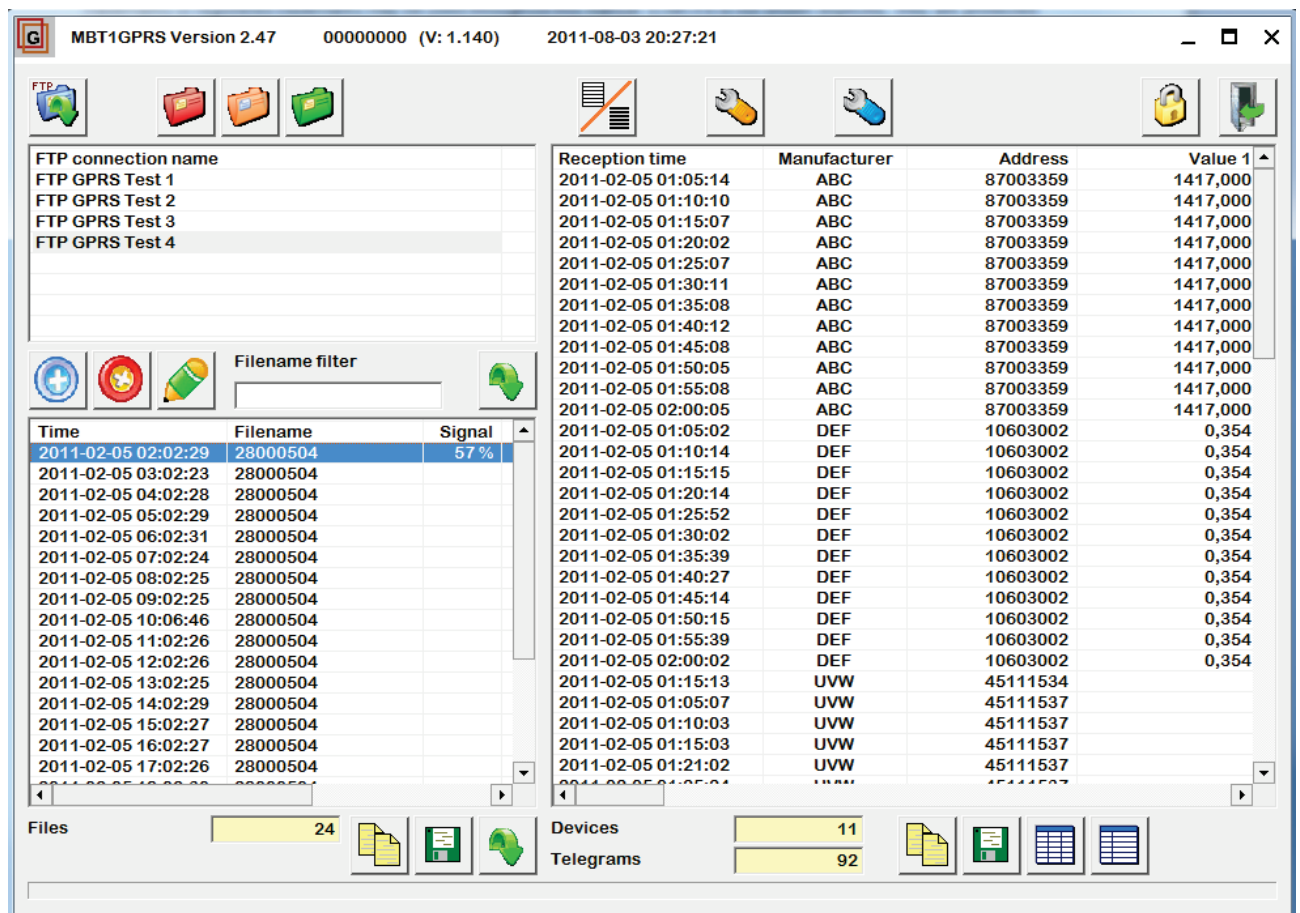 G MBT1GPRS Version 2.47 00000000 (V: 1.140) 2011-08-03 20:27:21
FTP
FTP connection name
FTP GPRS Test 1
FTP GPRS Test 2
FTP GPRS Test 3
FTP GPRS Test 4
Filename filter
Time Filename Signal
2011-02-05 02:02:29 28000504 57 %
2011-02-05 03:02:23 28000504
2011-02-05 04:02:28 28000504
2011-02-05 05:02:29 28000504
2011-02-05 06:02:31 28000504
2011-02-05 07:02:24 28000504
2011-02-05 08:02:25 28000504
2011-02-05 09:02:25 28000504
2011-02-05 10:06:46 28000504
2011-02-05 11:02:26 28000504
2011-02-05 12:02:26 28000504
2011-02-05 13:02:25 28000504
2011-02-05 14:02:29 28000504
2011-02-05 15:02:27 28000504
2011-02-05 16:02:27 28000504
2011-02-05 17:02:26 28000504
Files 24
Reception time Manufacturer Address Value 1
2011-02-05 01:05:14 ABC 87003359 1417,000
2011-02-05 01:10:10 ABC 87003359 1417,000
2011-02-05 01:15:07 ABC 87003359 1417,000
2011-02-05 01:20:02 ABC 87003359 1417,000
2011-02-05 01:25:07 ABC 87003359 1417,000
2011-02-05 01:30:11 ABC 87003359 1417,000
2011-02-05 01:35:08 ABC 87003359 1417,000
2011-02-05 01:40:12 ABC 87003359 1417,000
2011-02-05 01:45:08 ABC 87003359 1417,000
2011-02-05 01:50:05 ABC 87003359 1417,000
2011-02-05 01:55:08 ABC 87003359 1417,000
2011-02-05 02:00:05 ABC 87003359 1417,000
2011-02-05 01:05:02 DEF 10603002 0,354
2011-02-05 01:10:14 DEF 10603002 0,354
2011-02-05 01:15:15 DEF 10603002 0,354
2011-02-05 01:20:14 DEF 10603002 0,354
2011-02-05 01:25:52 DEF 10603002 0,354
2011-02-05 01:30:02 DEF 10603002 0,354
2011-02-05 01:35:39 DEF 10603002 0,354
2011-02-05 01:40:27 DEF 10603002 0,354
2011-02-05 01:45:14 DEF 10603002 0,354
2011-02-05 01:50:15 DEF 10603002 0,354
2011-02-05 01:55:39 DEF 10603002 0,354
2011-02-05 02:00:02 DEF 10603002 0,354
2011-02-05 01:15:13 UVW 45111534
2011-02-05 01:05:07 UVW 45111537
2011-02-05 01:10:03 UVW 45111537
2011-02-05 01:15:03 UVW 45111537
2011-02-05 01:21:02 UVW 45111537
Devices 11
Telegrams 92